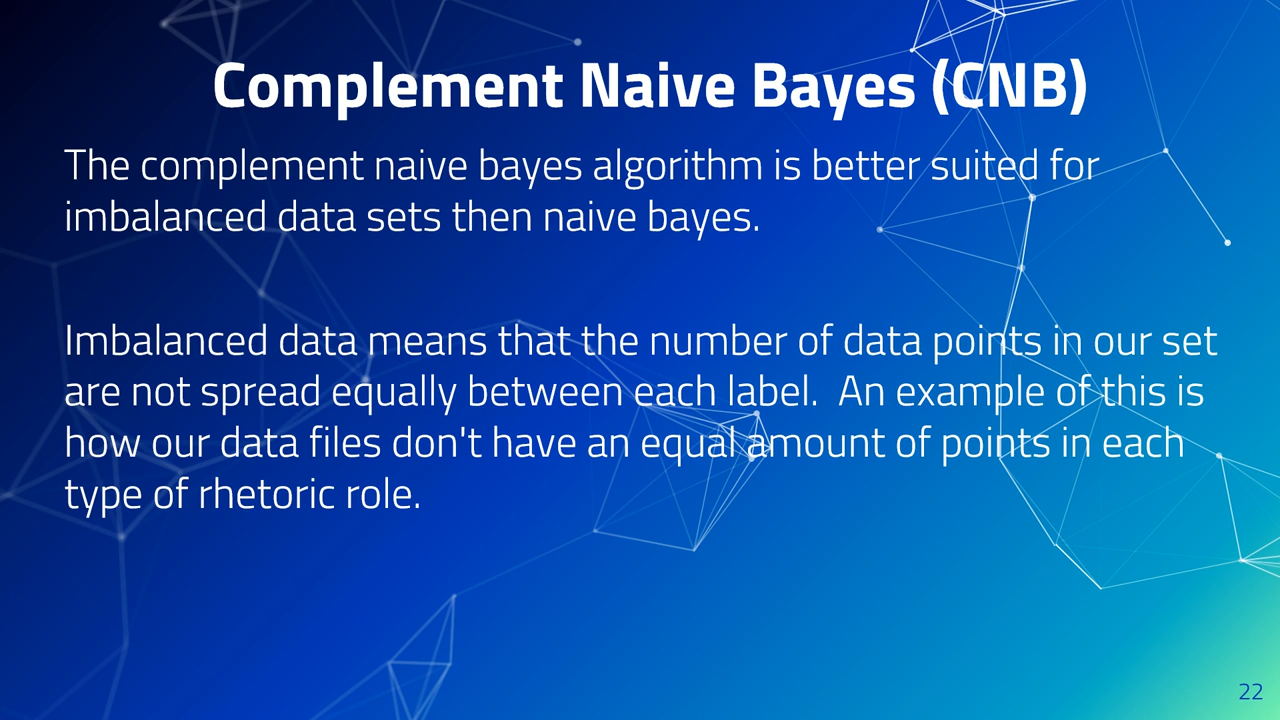 Complement Naive Bayes (CNB)
The complement naive bayes algorithm is better suited for
imbalanced data sets then naive bayes.
Imbalanced data means that the number of data points in our set
are not spread equally between each label.  An example of this is
how our data files don't have an equal amount of points in each
type of rhetoric role.
22